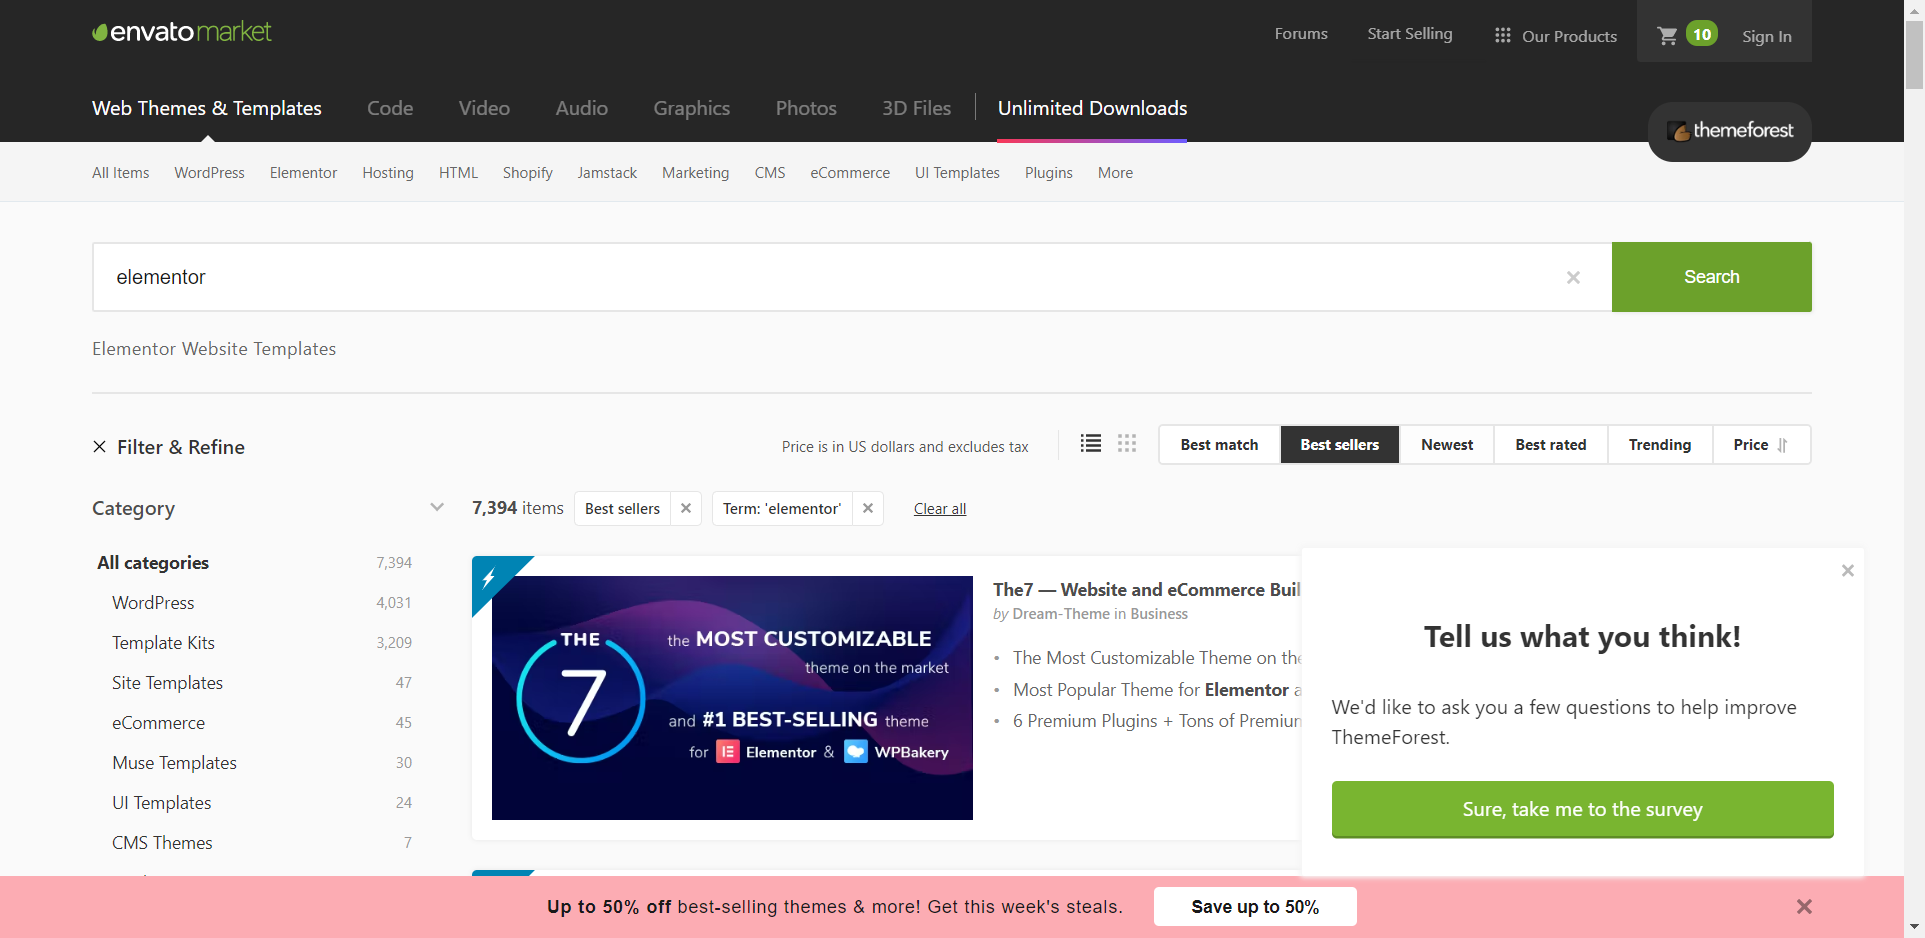 envato market
Forums
Start Selling
Our Products
10
Sign In
Web Themes & Templates
Code
Video
Audio
Graphics
Photos
3D Files
Unlimited Downloads
themeforest
All Items
WordPress
Elementor
Hosting
HTML
Shopify
Jamstack
Marketing
CMS
eCommerce
UI Templates
Plugins
More
elementor
Search
Elementor Website Templates
Filter & Refine
Price is in US dollars and excludes tax
Best match
Best sellers
Newest
Best rated
Trending
Price
Category
7,394 items
Best sellers
Term: 'elementor'
Clear all
All categories 7,394
WordPress 4,031
Template Kits 3,209
Site Templates 47
eCommerce 45
Muse Templates 30
UI Templates 24
CMS Themes 7
THE
7
the MOST CUSTOMIZABLE
theme on the market
and #1 BEST-SELLING theme
for Elementor & WPBakery
The7 — Website and eCommerce Buil
by Dream-Theme in Business
• The Most Customizable Theme on the
• Most Popular Theme for Elementor a
• 6 Premium Plugins + Tons of Premium
Tell us what you think!
We'd like to ask you a few questions to help improve
ThemeForest.
Sure, take me to the survey
Up to 50% off best-selling themes & more! Get this week's steals.
Save up to 50%